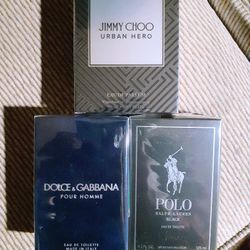 JIMMY CHOO
URBAN HERO
EAU DE PARFUM
DOLCE & GABBANA
POUR HOMME
EAU DE TOILETTE
MADE IN ITALY
POLO
RALPH LAUREN
BLACK
EAU DE TOILETTE